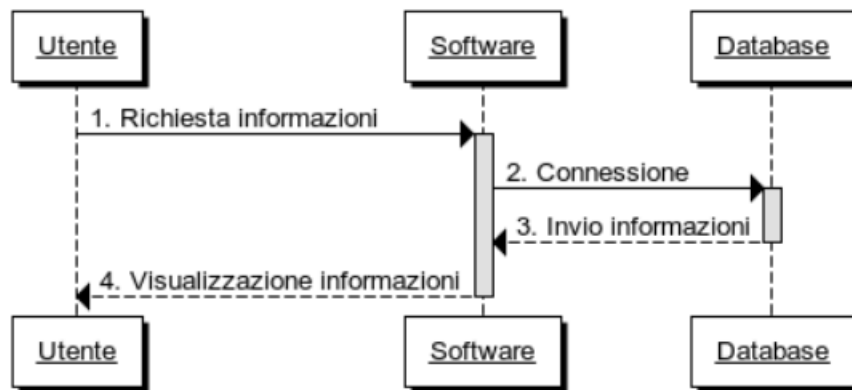 Utente
Software
Database
1. Richiesta informazioni
2. Connessione
3. Invio informazioni
4. Visualizzazione informazioni
Utente
Software
Database